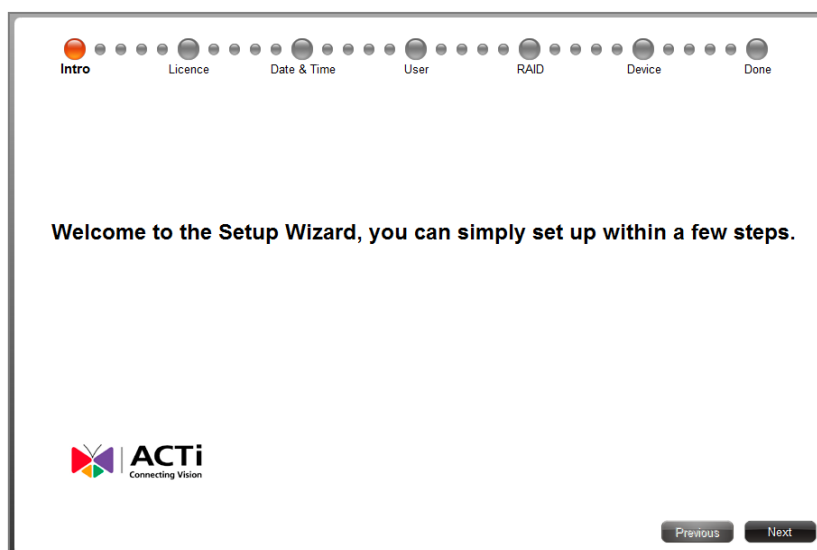 Intro Licence Date & Time User RAID Device Done
Welcome to the Setup Wizard, you can simply set up within a few steps.
ACTi
Connecting Vision
Previous Next